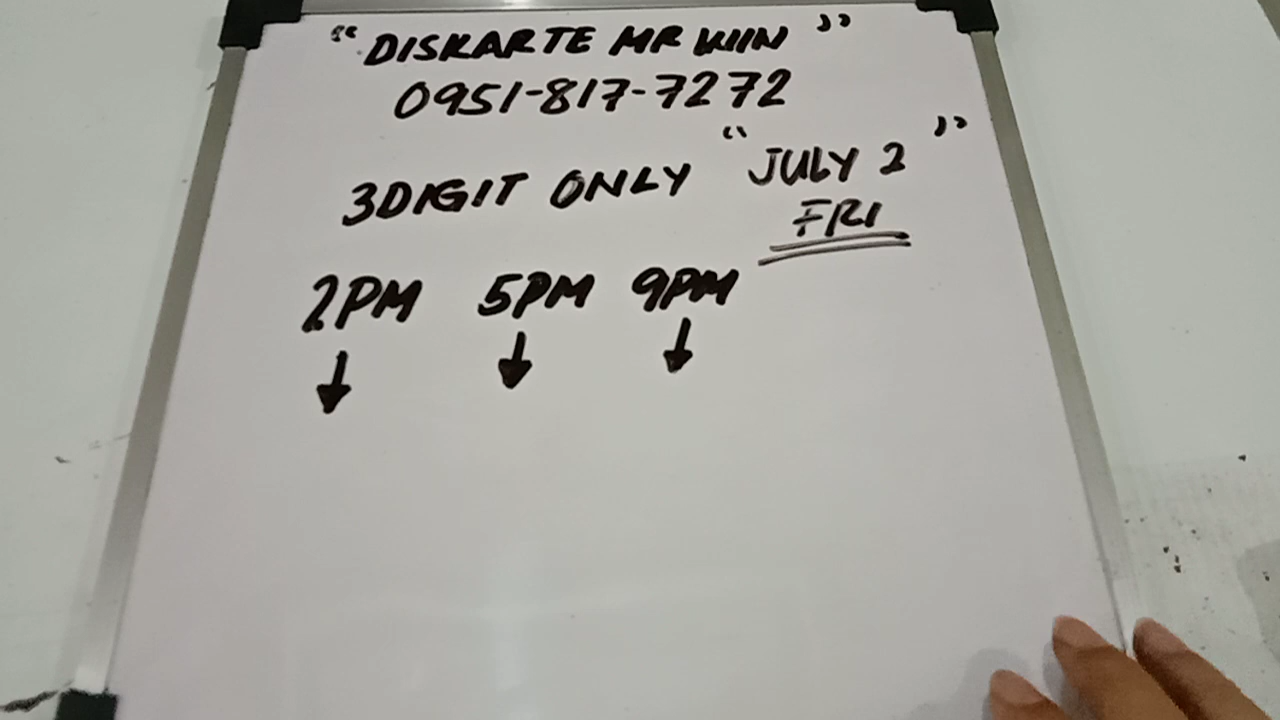 “DISKARTE MR WIN”
0951-817-7272
3DIGIT ONLY “JULY 2”
FRI
2PM 5PM 9PM